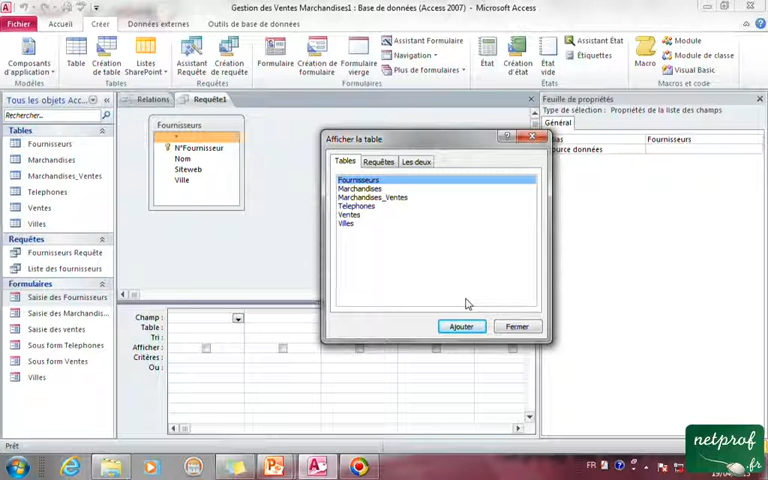 Gestion des Ventes Marchandises1 : Base de données (Access 2007) - Microsoft Access
Fichier Accueil Créer Données externes Outils de base de données
Composants d'application
Modèles
Table
Création de table
Listes SharePoint
Tables
Assistant Requête
Création de requête
Requêtes
Formulaire
Création de formulaire
Formulaire vierge
Assistant Formulaire
Navigation
Plus de formulaires
Formulaires
État
Création d'état
État vide
Assistant État
Étiquettes
États
Macro
Module
Module de classe
Visual Basic
Macros et code
Tous les objets Acc...
Rechercher...
Tables
Fournisseurs
Marchandises
Marchandises_Ventes
Telephones
Ventes
Villes
Requêtes
Fournisseurs Requête
Liste des fournisseurs
Formulaires
Saisie des Fournisseurs
Saisie des Marchandis...
Saisie des ventes
Sous form Telephones
Sous form Ventes
Villes
Relations Requête1
Fournisseurs
*
N°Fournisseur
Nom
Siteweb
Ville
Champ :
Table :
Tri :
Afficher :
Critères :
Ou :
Afficher la table
Tables Requêtes Les deux
Fournisseurs
Marchandises
Marchandises_Ventes
Telephones
Ventes
Villes
Ajouter Fermer
Feuille de propriétés
Type de sélection : Propriétés de la liste des champs
Général
Fournisseurs
Prêt
FR
netprof
.fr